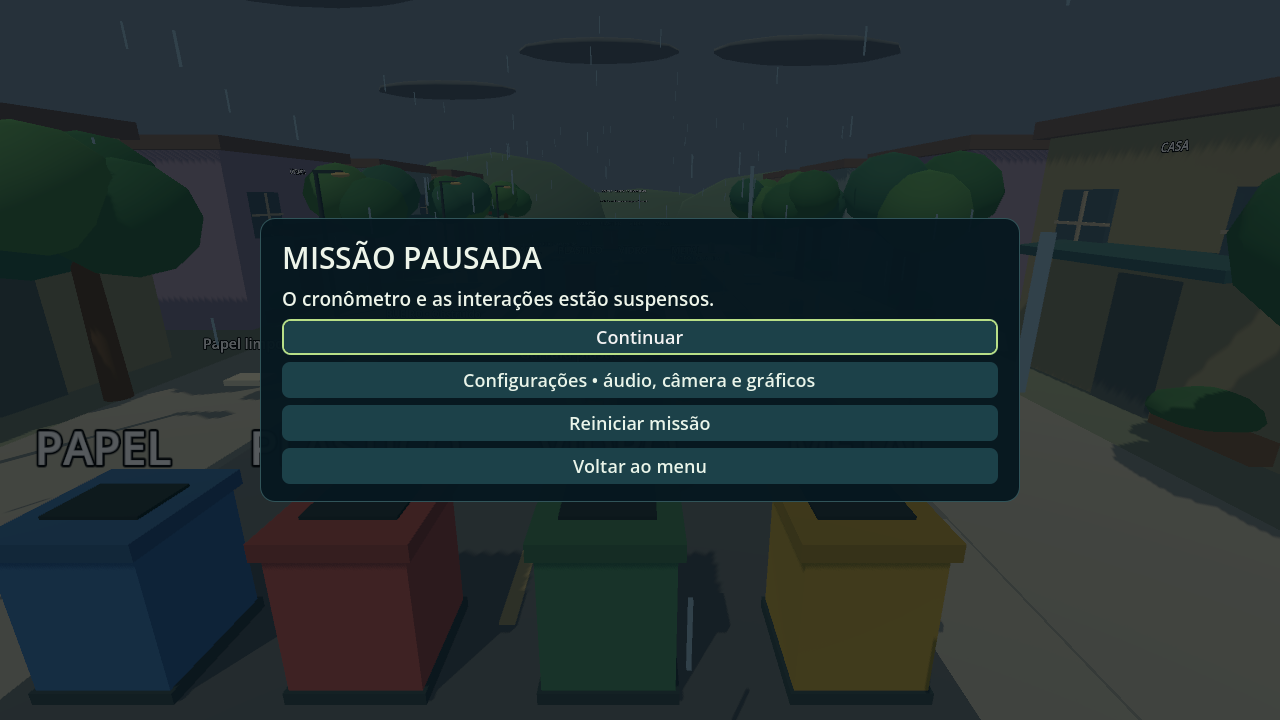 CASA
MISSÃO PAUSADA
O cronômetro e as interações estão suspensos.
Continuar
Configurações • áudio, câmera e gráficos
Reiniciar missão
Voltar ao menu
Papel
PAPEL